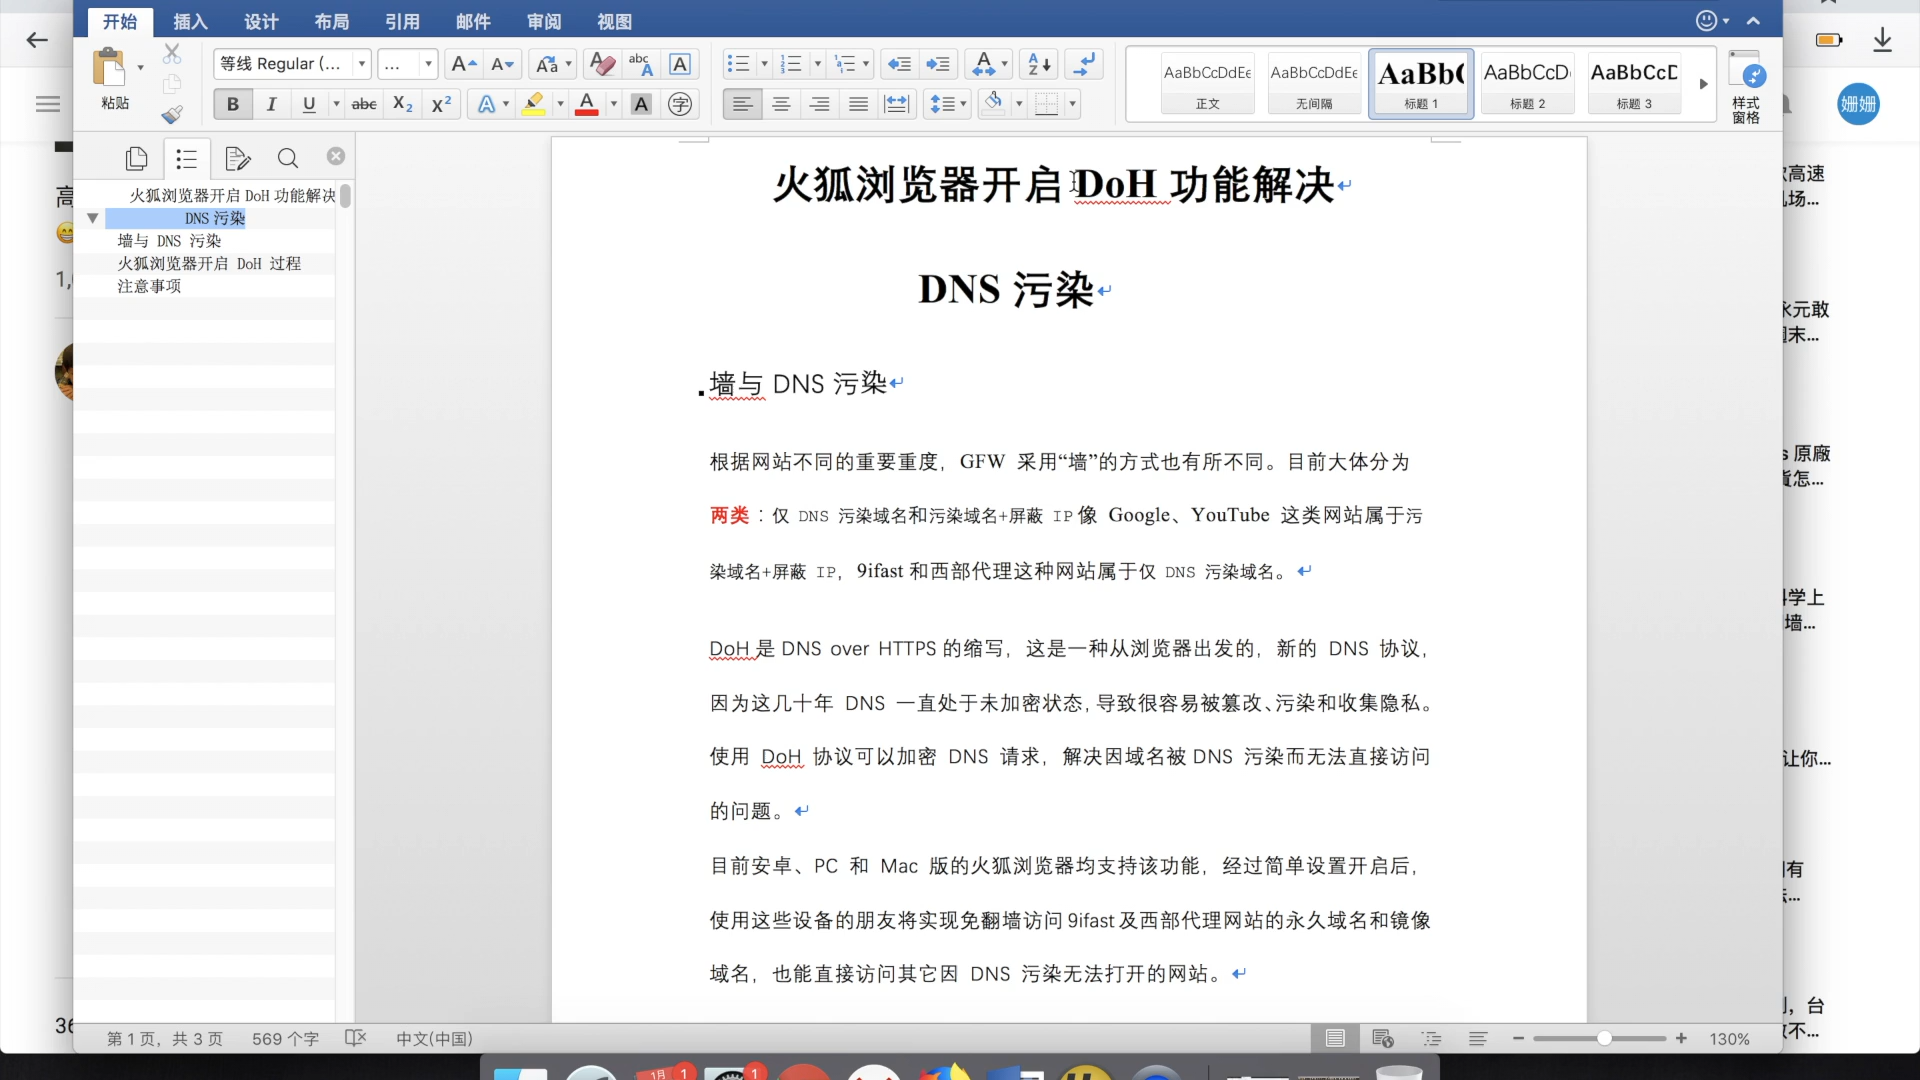 开始 插入 设计 布局 引用 邮件 审阅 视图
等线 Regular (... ...
粘贴
AaBbCcDdEe AaBbCcDdEe AaBbC AaBbCcD AaBbCcD
正文 无间隔 标题 1 标题 2 标题 3
样式
窗格
姗姗
火狐浏览器开启 DoH 功能解决
DNS 污染
墙与 DNS 污染
火狐浏览器开启 DoH 过程
注意事项
火狐浏览器开启 DoH 功能解决
DNS 污染
墙与 DNS 污染
根据网站不同的重要重度，GFW 采用“墙”的方式也有所不同。目前大体分为
两类：仅 DNS 污染域名和污染域名+屏蔽 IP 像 Google、YouTube 这类网站属于污
染域名+屏蔽 IP，9ifast 和西部代理这种网站属于仅 DNS 污染域名。
DoH 是 DNS over HTTPS 的缩写，这是一种从浏览器出发的，新的 DNS 协议，
因为这几十年 DNS 一直处于未加密状态，导致很容易被篡改、污染和收集隐私。
使用 DoH 协议可以加密 DNS 请求，解决因域名被 DNS 污染而无法直接访问
的问题。
目前安卓、PC 和 Mac 版的火狐浏览器均支持该功能，经过简单设置开启后，
使用这些设备的朋友将实现免翻墙访问 9ifast 及西部代理网站的永久域名和镜像
域名，也能直接访问其它因 DNS 污染无法打开的网站。
高速
场...
元敢
末...
原廠
怎...
学上
墙...
让你...
有
，台
不...
第 1 页，共 3 页 569 个字 中文(中国) 130%